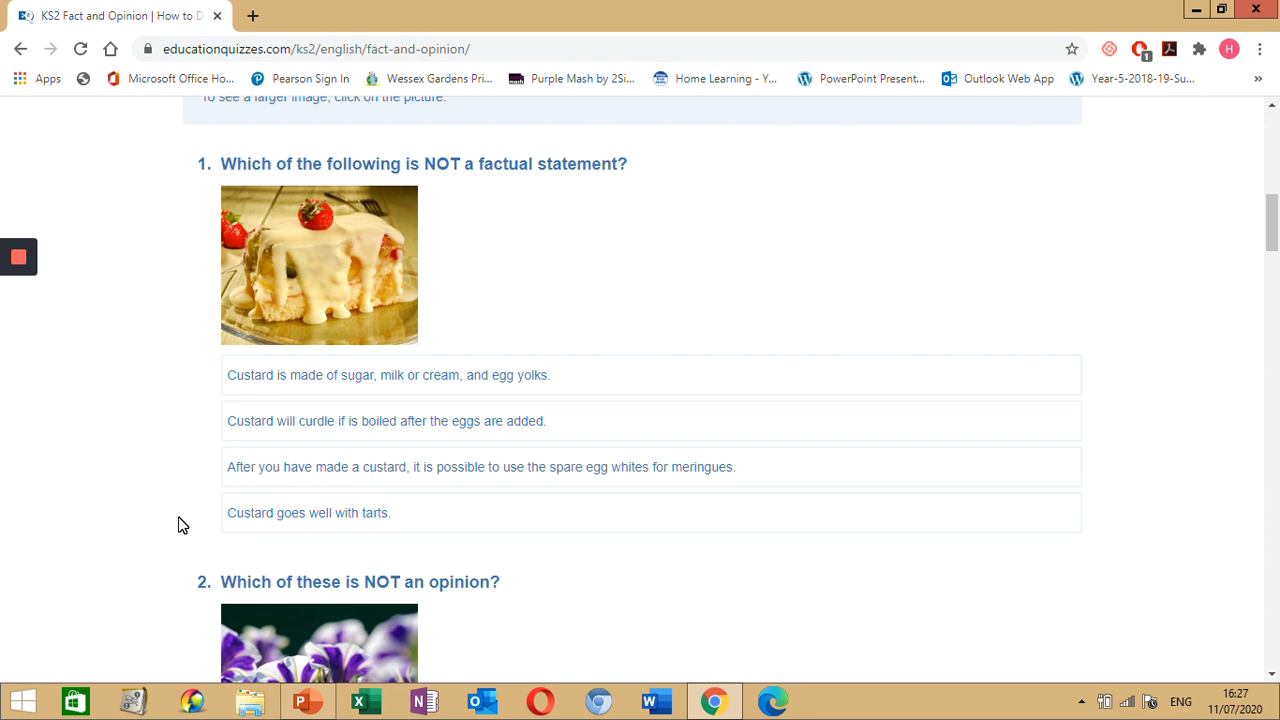 KS2 Fact and Opinion | How to D
educationquizzes.com/ks2/english/fact-and-opinion/
1
H
Apps
Microsoft Office Ho...
Pearson Sign In
Wessex Gardens Pri...
Purple Mash by 2Si...
Home Learning - Y...
PowerPoint Present...
Outlook Web App
Year-5-2018-19-Su...
»
To see a larger image, click on the picture.
1. Which of the following is NOT a factual statement?
Custard is made of sugar, milk or cream, and egg yolks.
Custard will curdle if is boiled after the eggs are added.
After you have made a custard, it is possible to use the spare egg whites for meringues.
Custard goes well with tarts.
2. Which of these is NOT an opinion?
ENG
16:27
11/07/2020